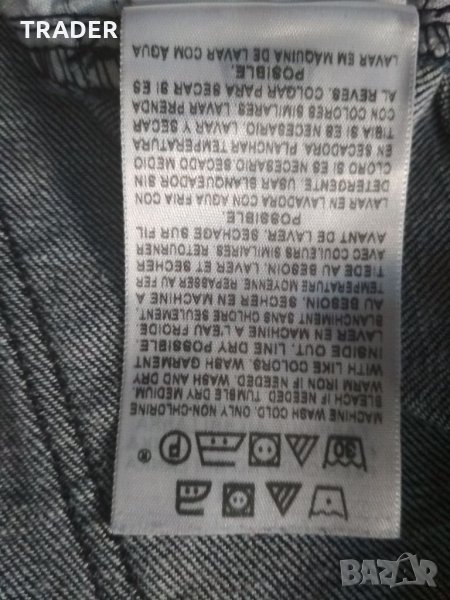 TRADER
30 P ®
MACHINE WASH COLD. ONLY NON-CHLORINE
BLEACH IF NEEDED. TUMBLE DRY MEDIUM.
WARM IRON IF NEEDED. WASH AND DRY
WITH LIKE COLORS. WASH GARMENT
INSIDE OUT. LINE DRY POSSIBLE.
LAVER EN MACHINE A L'EAU FROIDE.
BLANCHIMENT SANS CHLORE SEULEMENT
AU BESOIN. SECHER EN MACHINE A
TEMPERATURE MOYENNE. REPASSER AU FER
TIEDE AU BESOIN. LAVER ET SECHER
AVEC COULEURS SIMILAIRES. RETOURNER
AVANT DE LAVER. SECHAGE SUR FIL
POSSIBLE.
LAVAR EN LAVADORA CON AGUA FRIA CON
DETERGENTE. USAR BLANQUEADOR SIN
CLORO SI ES NECESARIO. SECADO MEDIO
EN SECADORA. PLANCHAR TEMPERATURA
TIBIA SI ES NECESARIO. LAVAR Y SECAR
CON COLORES SIMILARES. LAVAR PRENDA
AL REVES. COLGAR PARA SECAR SI ES
POSIBLE.
LAVAR EM MAQUINA DE LAVAR COM ÁGUA
BAZAR